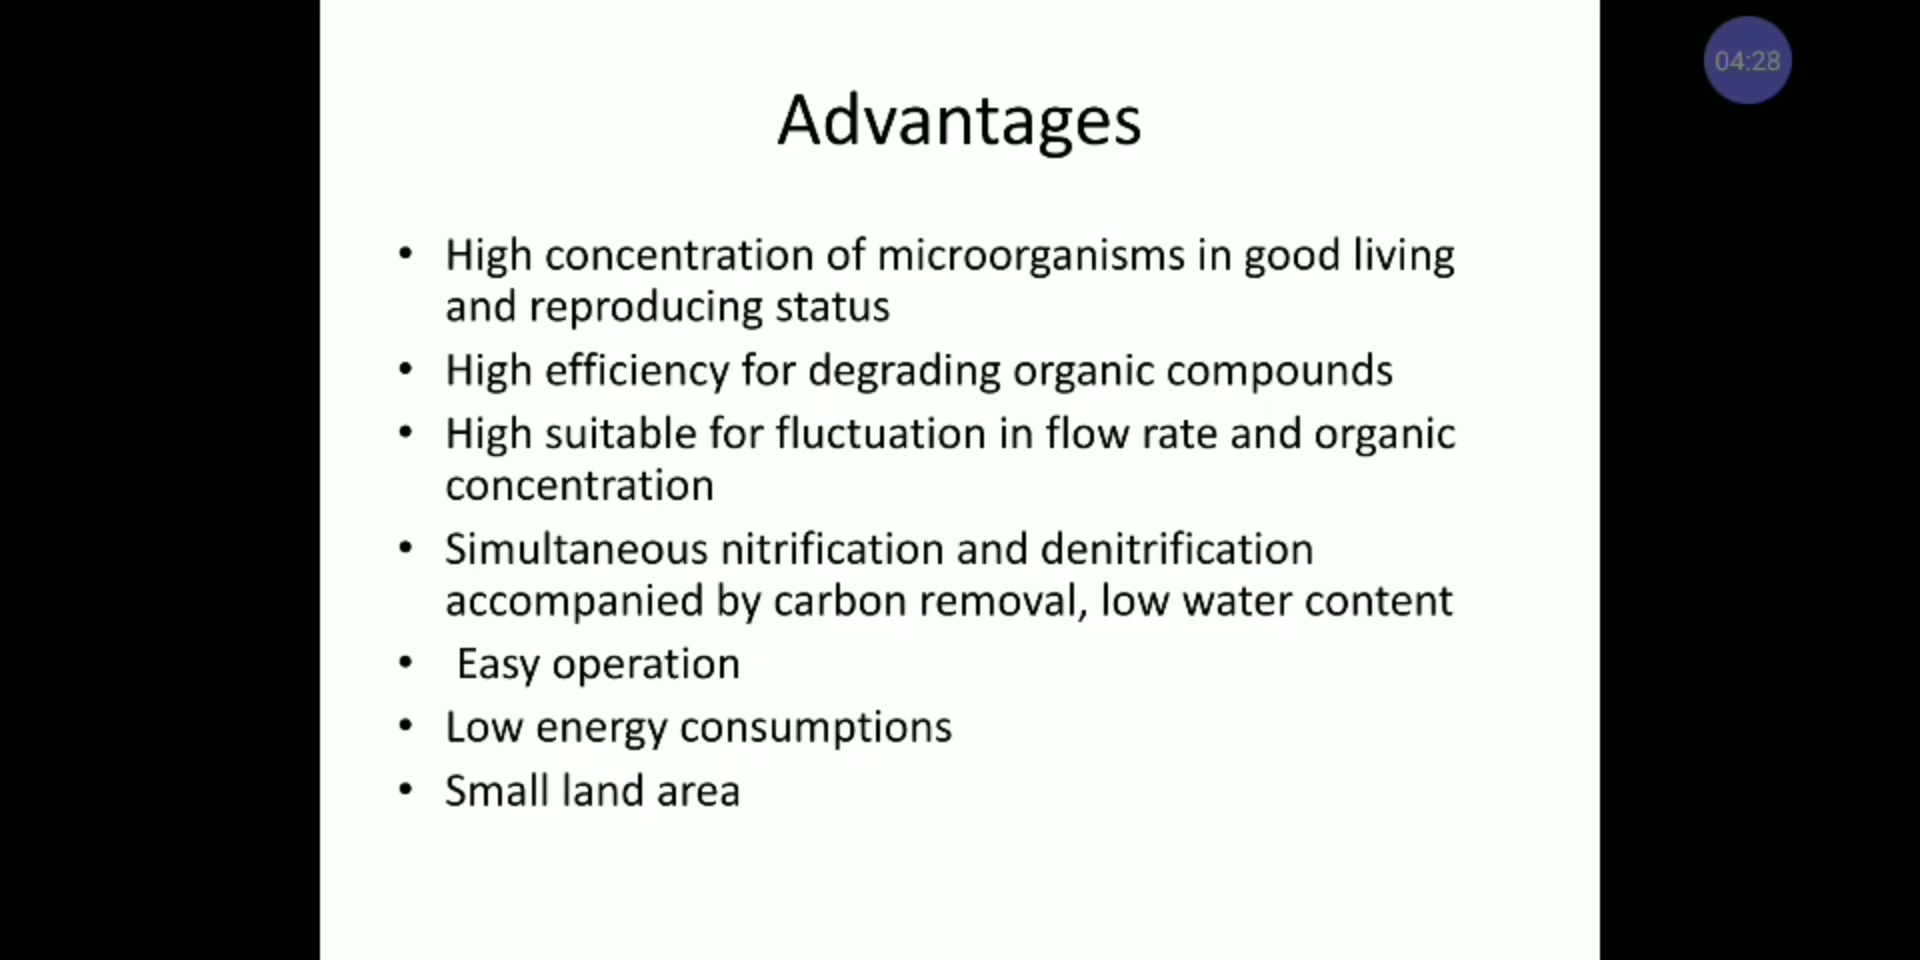 04:28
Advantages
• High concentration of microorganisms in good living
and reproducing status
• High efficiency for degrading organic compounds
• High suitable for fluctuation in flow rate and organic
concentration
• Simultaneous nitrification and denitrification
accompanied by carbon removal, low water content
• Easy operation
• Low energy consumptions
• Small land area